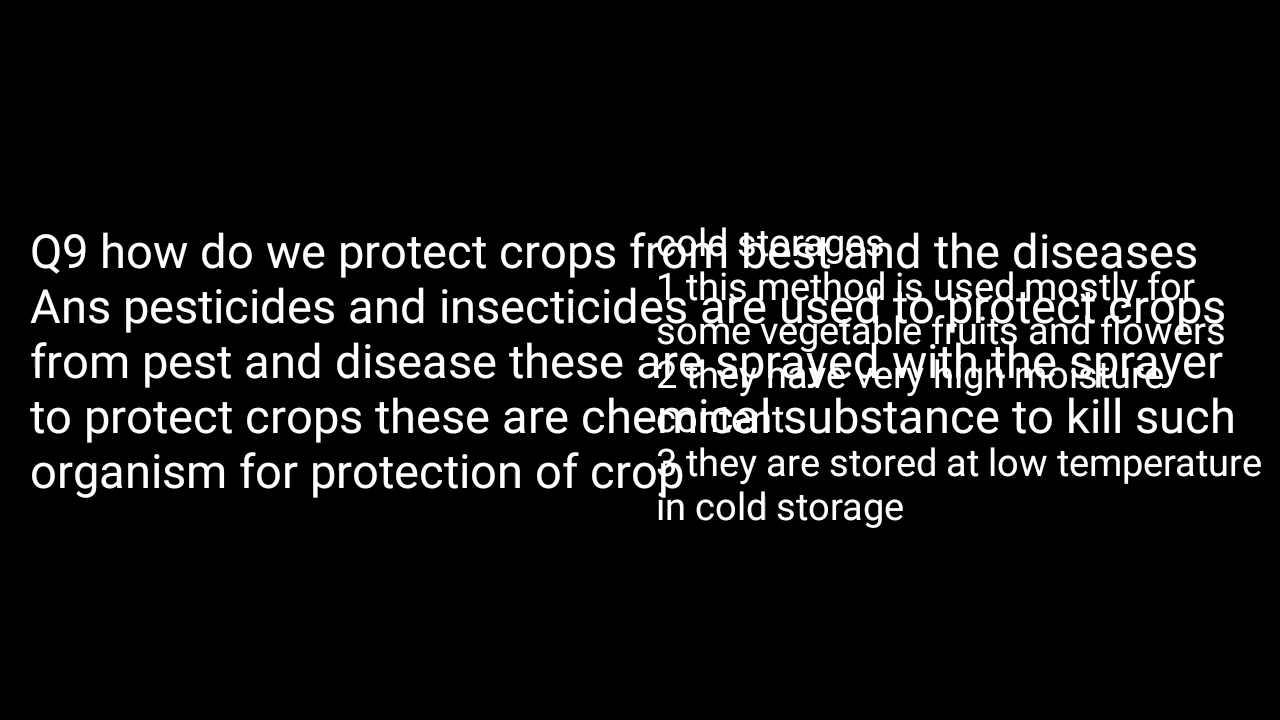 Q9 how do we protect crops from best and the diseases
Ans pesticides and insecticides are used to protect crops
from pest and disease these are sprayed with the sprayer
to protect crops these are chemical substance to kill such
organism for protection of crop
cold storages
1 this method is used mostly for
some vegetable fruits and flowers
2 they have very high moisture
content
3 they are stored at low temperature
in cold storage